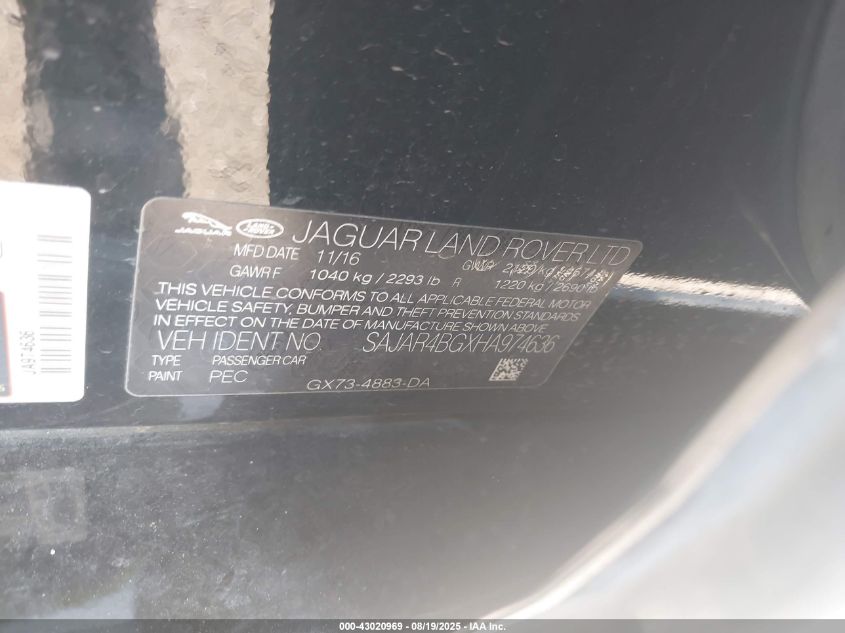 JAGUAR LAND ROVER JAGUAR LAND ROVER LTD
MFD DATE 11/16
GAWR F 1040 kg / 2293 lb R 1220 kg / 2690 lb
THIS VEHICLE CONFORMS TO ALL APPLICABLE FEDERAL MOTOR
VEHICLE SAFETY, BUMPER AND THEFT PREVENTION STANDARDS
IN EFFECT ON THE DATE OF MANUFACTURE SHOWN ABOVE
VEH IDENT NO. SAJAR4BGXHA974636
TYPE PASSENGER CAR
PAINT PEC GX73-4883-DA
JA974636
000-43020969 - 08/19/2025 - IAA Inc.